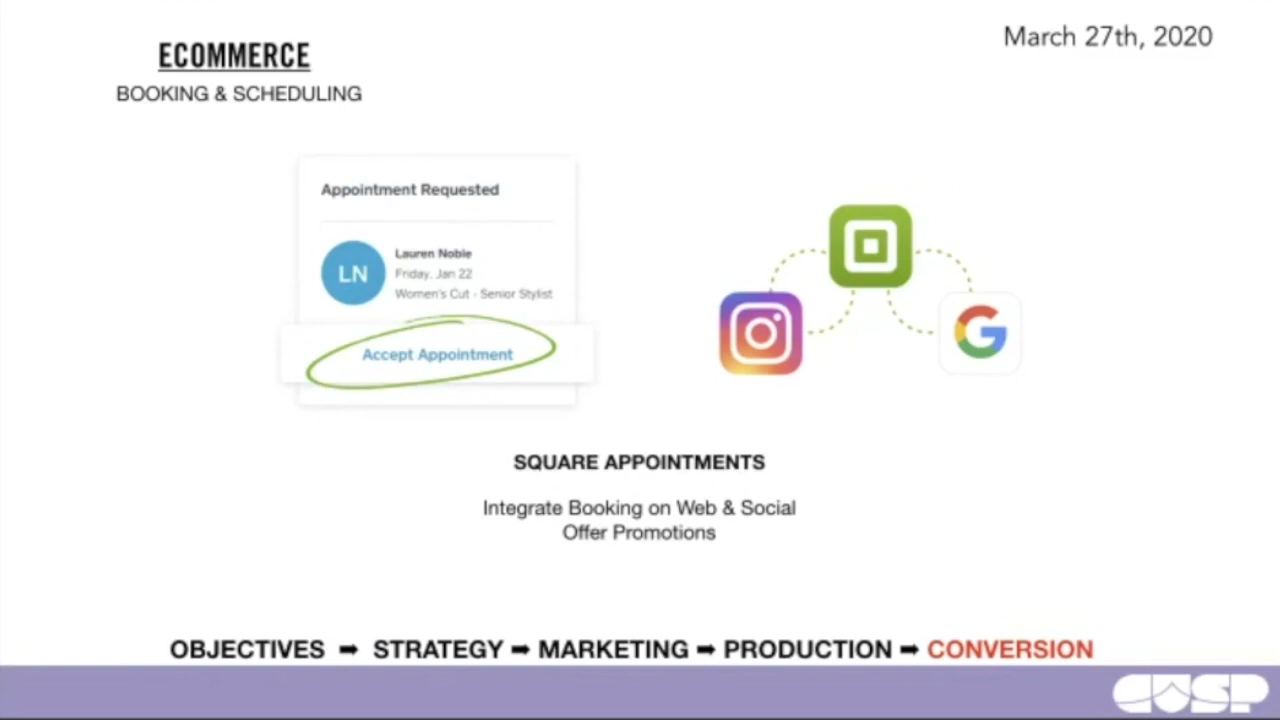 March 27th, 2020
ECOMMERCE
BOOKING & SCHEDULING
Appointment Requested
LN
Lauren Noble
Friday, Jan 22
Women's Cut - Senior Stylist
Accept Appointment
G
SQUARE APPOINTMENTS
Integrate Booking on Web & Social
Offer Promotions
OBJECTIVES ➡ STRATEGY ➡ MARKETING ➡ PRODUCTION ➡ CONVERSION
CUSP